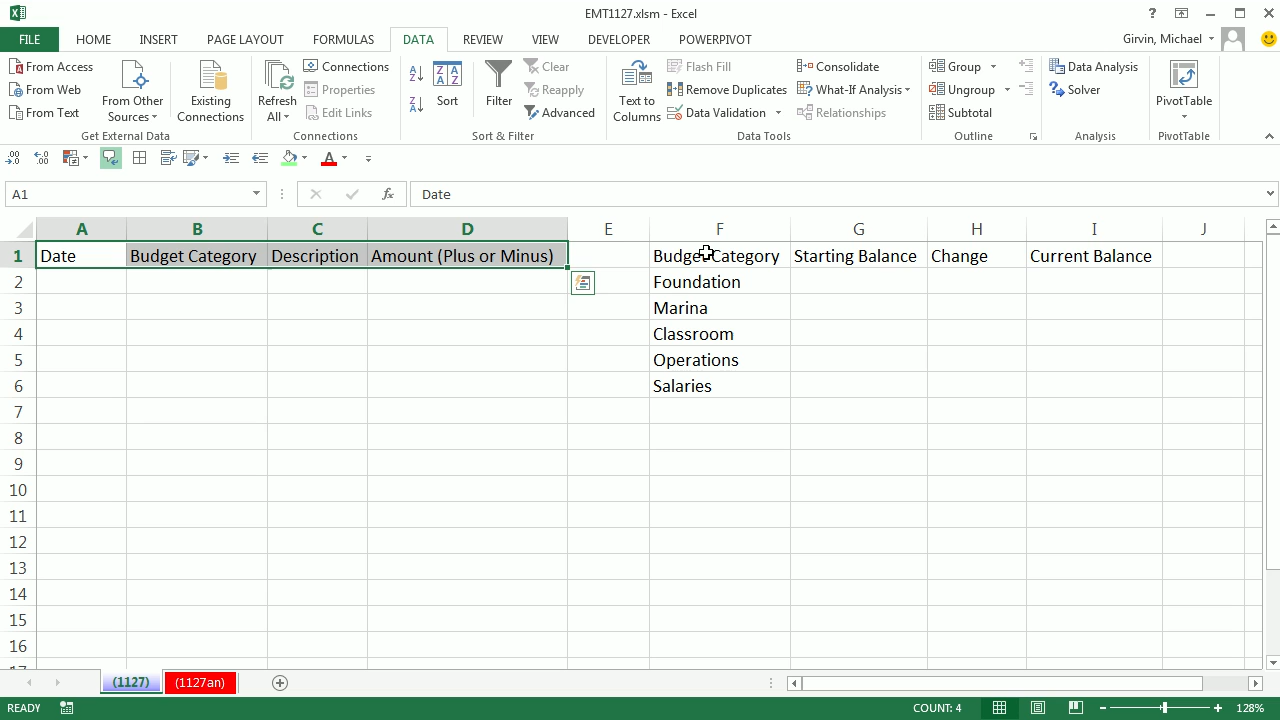 EMT1127.xlsm - Excel
FILE HOME INSERT PAGE LAYOUT FORMULAS DATA REVIEW VIEW DEVELOPER POWERPIVOT Girvin, Michael
From Access
From Web
From Text
From Other
Sources
Existing
Connections
Get External Data
Refresh
All
Connections
Properties
Edit Links
Connections
Sort
Filter
Clear
Reapply
Advanced
Sort & Filter
Text to
Columns
Flash Fill
Remove Duplicates
Data Validation
Consolidate
What-If Analysis
Relationships
Data Tools
Group
Ungroup
Subtotal
Outline
Data Analysis
Solver
Analysis
PivotTable
PivotTable
A1 fx Date
A B C D E F G H I J
1 Date Budget Category Description Amount (Plus or Minus) Budget Category Starting Balance Change Current Balance
2 Foundation
3 Marina
4 Classroom
5 Operations
6 Salaries
7
8
9
10
11
12
13
14
15
16
17
(1127) (1127an)
READY COUNT: 4 128%